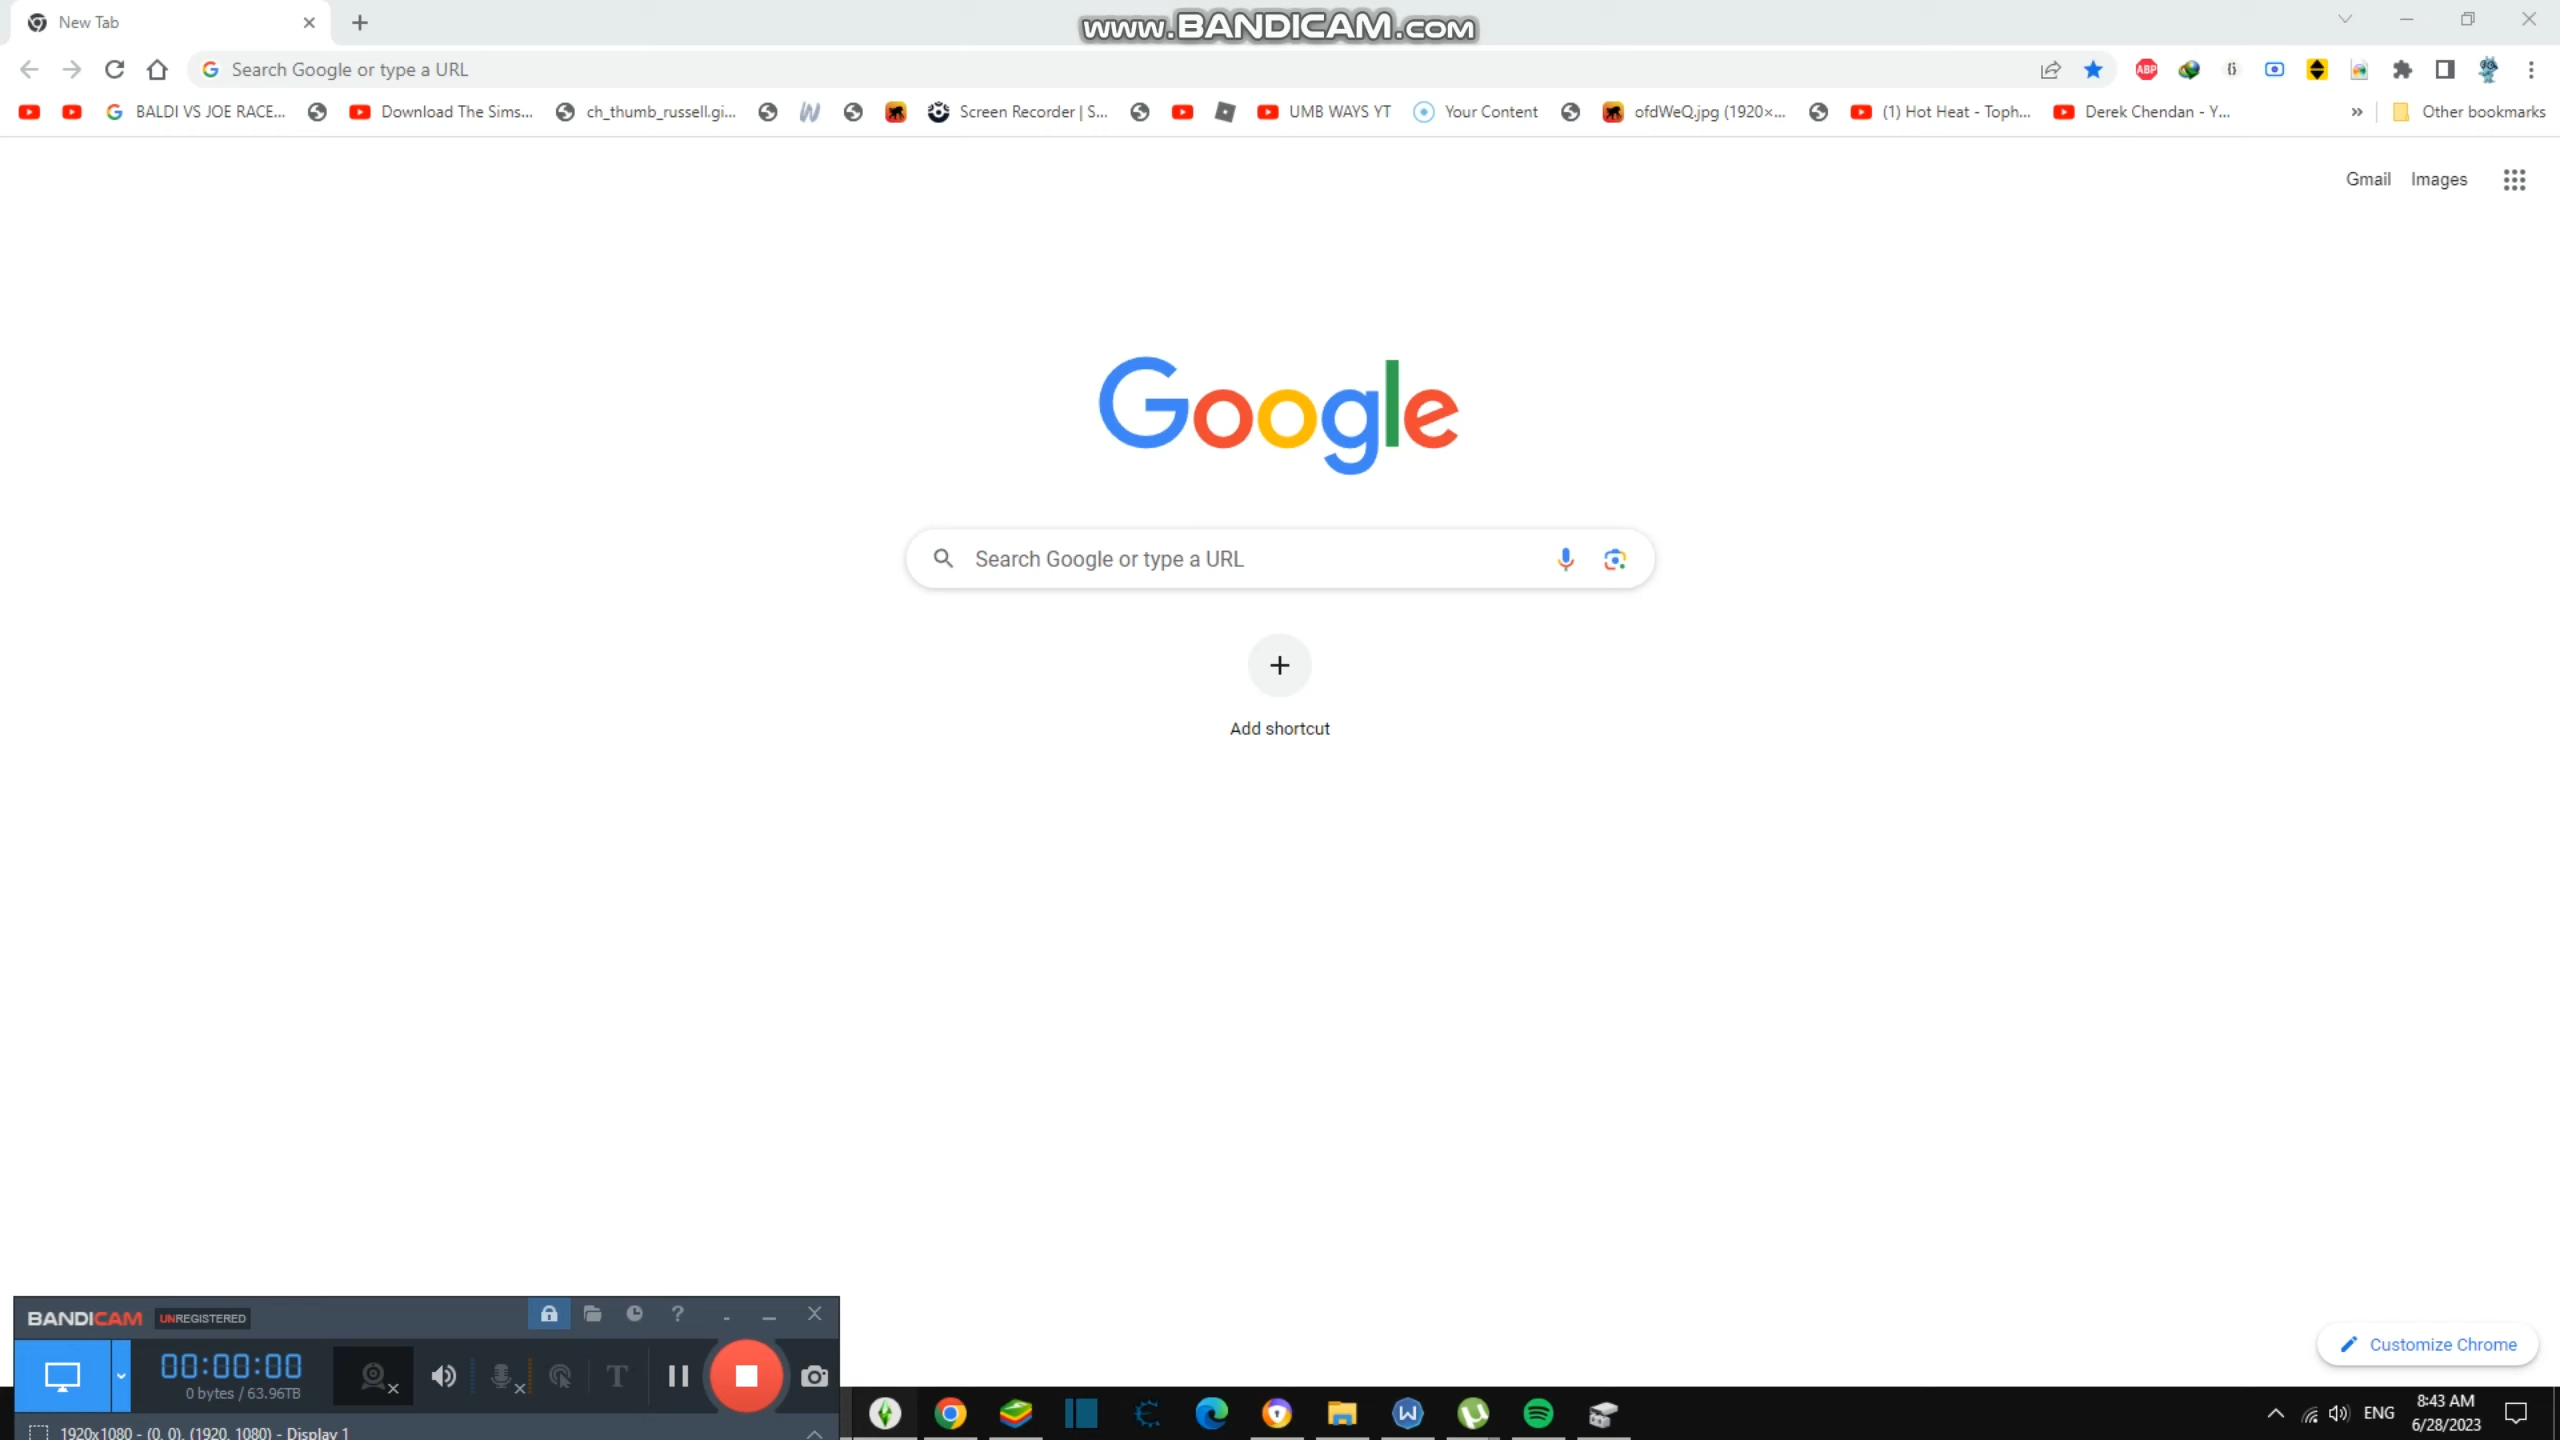 New Tab
www.BANDICAM.com
Search Google or type a URL
ABP
BALDI VS JOE RACE...
Download The Sims...
ch_thumb_russell.gi...
Screen Recorder | S...
UMB WAYS YT
Your Content
ofdWeQ.jpg (1920×...
(1) Hot Heat - Toph...
Derek Chendan - Y...
»
Other bookmarks
Gmail
Images
Google
Search Google or type a URL
Add shortcut
Customize Chrome
BANDICAM
UNREGISTERED
00:00:00
0 bytes / 63.96TB
1920x1080 - (0, 0), (1920, 1080) - Display 1
ENG
8:43 AM
6/28/2023